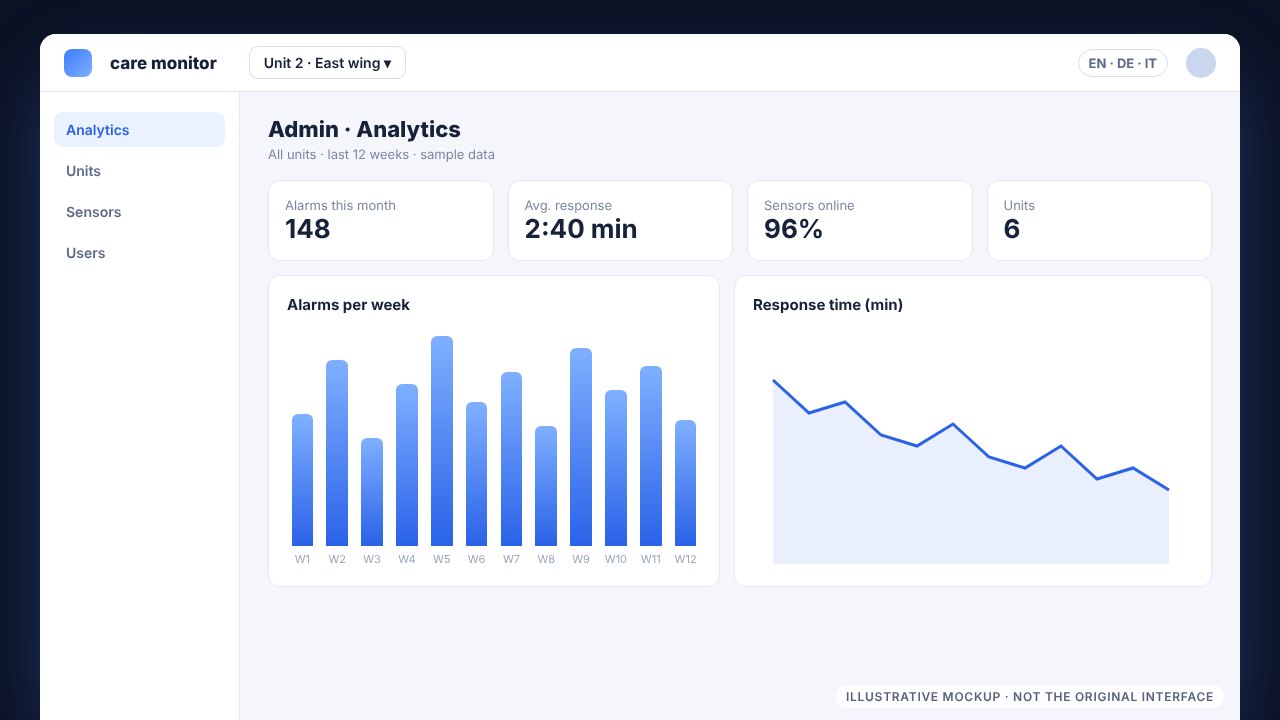 care monitor
Unit 2 · East wing ▾
EN · DE · IT
Analytics
Units
Sensors
Users
Admin · Analytics
All units · last 12 weeks · sample data
Alarms this month
148
Avg. response
2:40 min
Sensors online
96%
Units
6
Alarms per week
W1 W2 W3 W4 W5 W6 W7 W8 W9 W10 W11 W12
Response time (min)
ILLUSTRATIVE MOCKUP · NOT THE ORIGINAL INTERFACE